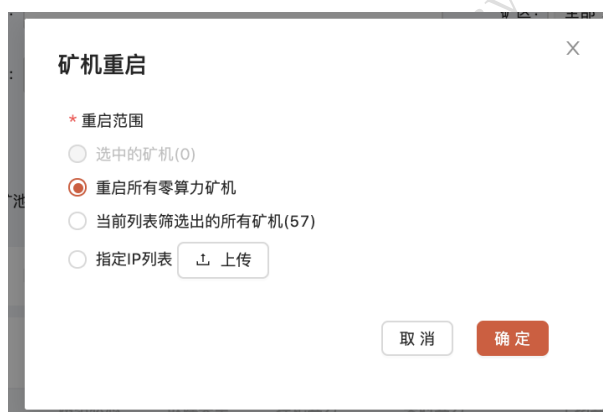 矿机重启
* 重启范围
选中的矿机(0)
重启所有零算力矿机
当前列表筛选出的所有矿机(57)
指定IP列表 上传
取消 确定